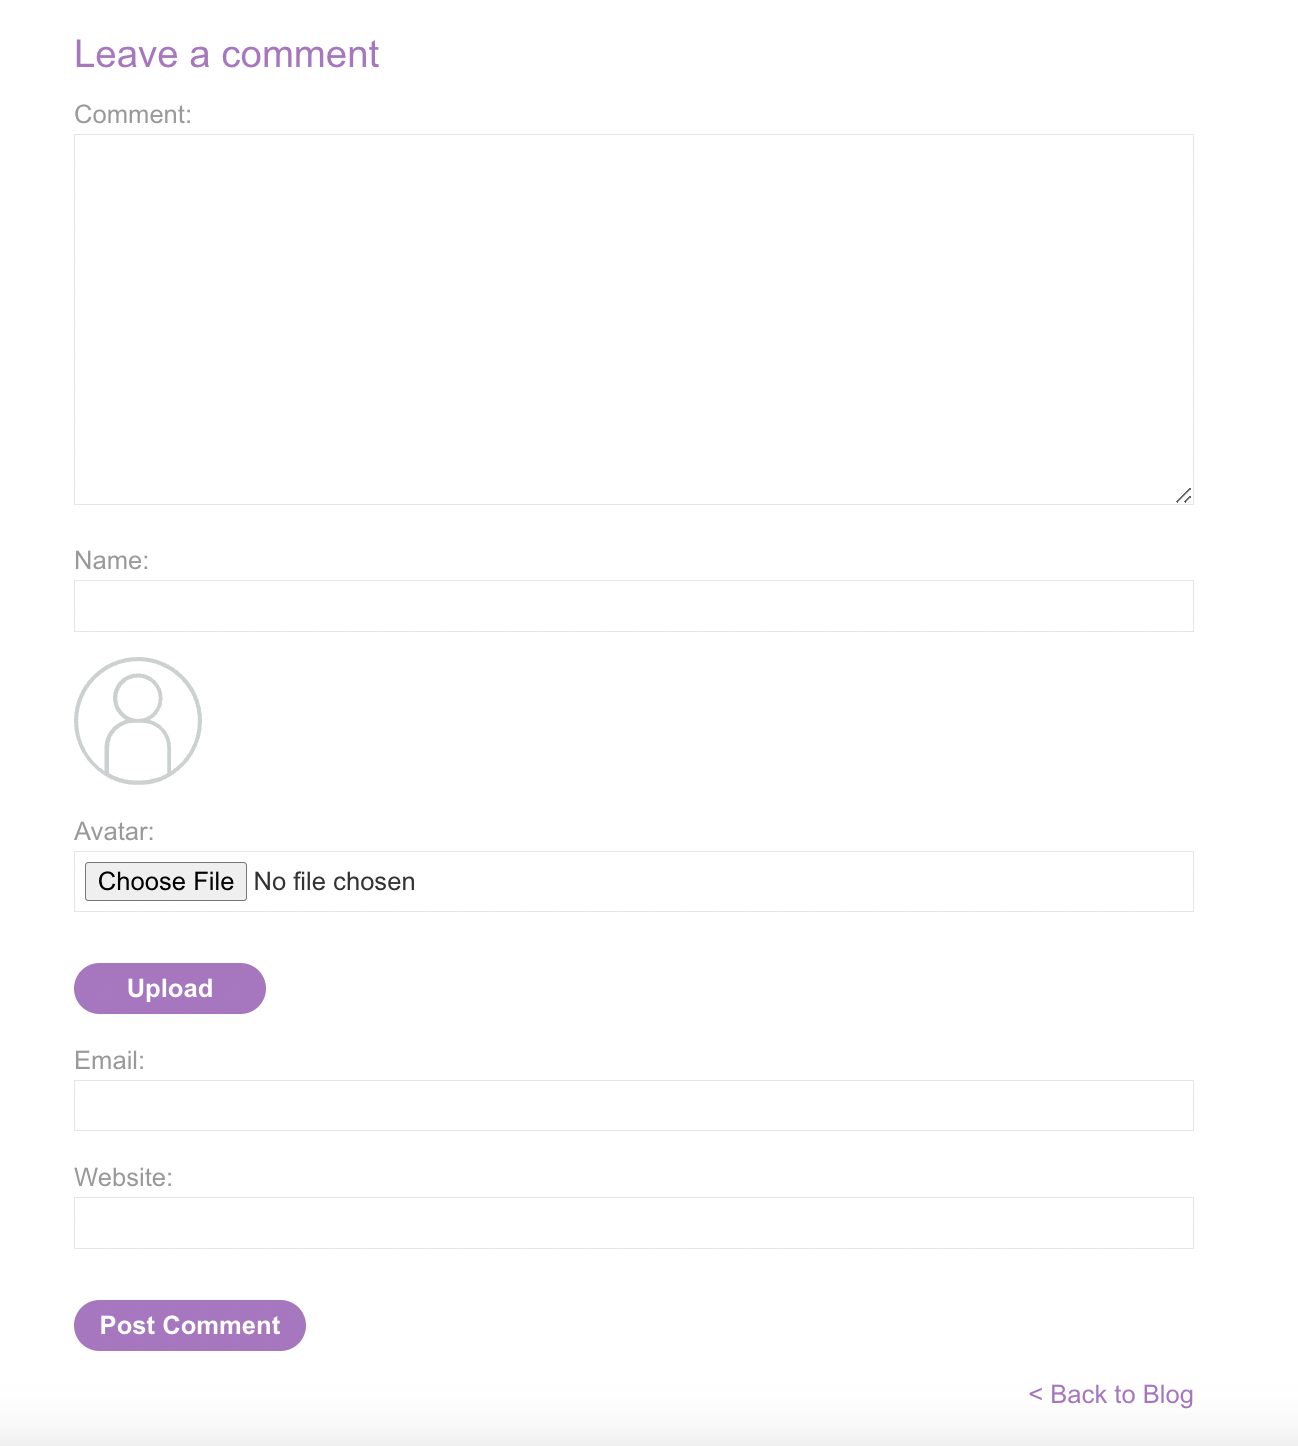 Leave a comment
Comment:
Name:
Avatar:
Choose File No file chosen
Upload
Email:
Website:
Post Comment
< Back to Blog